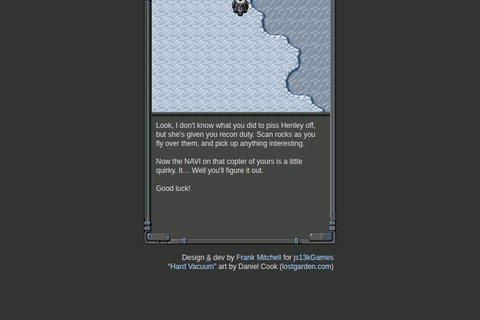 Look, I don't know what you did to piss Henley off,
but she's given you recon duty. Scan rocks as you
fly over them, and pick up anything interesting.
Now the NAVI on that copter of yours is a little
quirky. It… Well you'll figure it out.
Good luck!
Design & dev by Frank Mitchell for js13kGames
“Hard Vacuum” art by Daniel Cook (lostgarden.com)